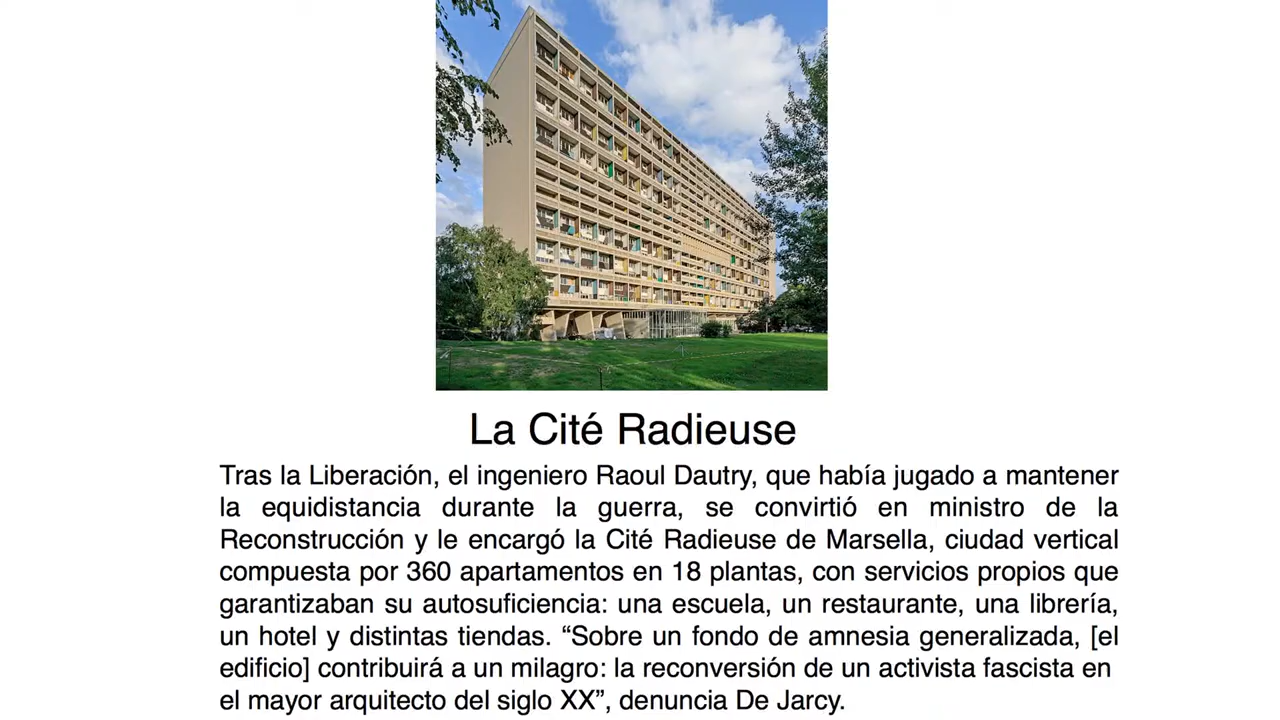 La Cité Radieuse
Tras la Liberación, el ingeniero Raoul Dautry, que había jugado a mantener
la equidistancia durante la guerra, se convirtió en ministro de la
Reconstrucción y le encargó la Cité Radieuse de Marsella, ciudad vertical
compuesta por 360 apartamentos en 18 plantas, con servicios propios que
garantizaban su autosuficiencia: una escuela, un restaurante, una librería,
un hotel y distintas tiendas. “Sobre un fondo de amnesia generalizada, [el
edificio] contribuirá a un milagro: la reconversión de un activista fascista en
el mayor arquitecto del siglo XX”, denuncia De Jarcy.